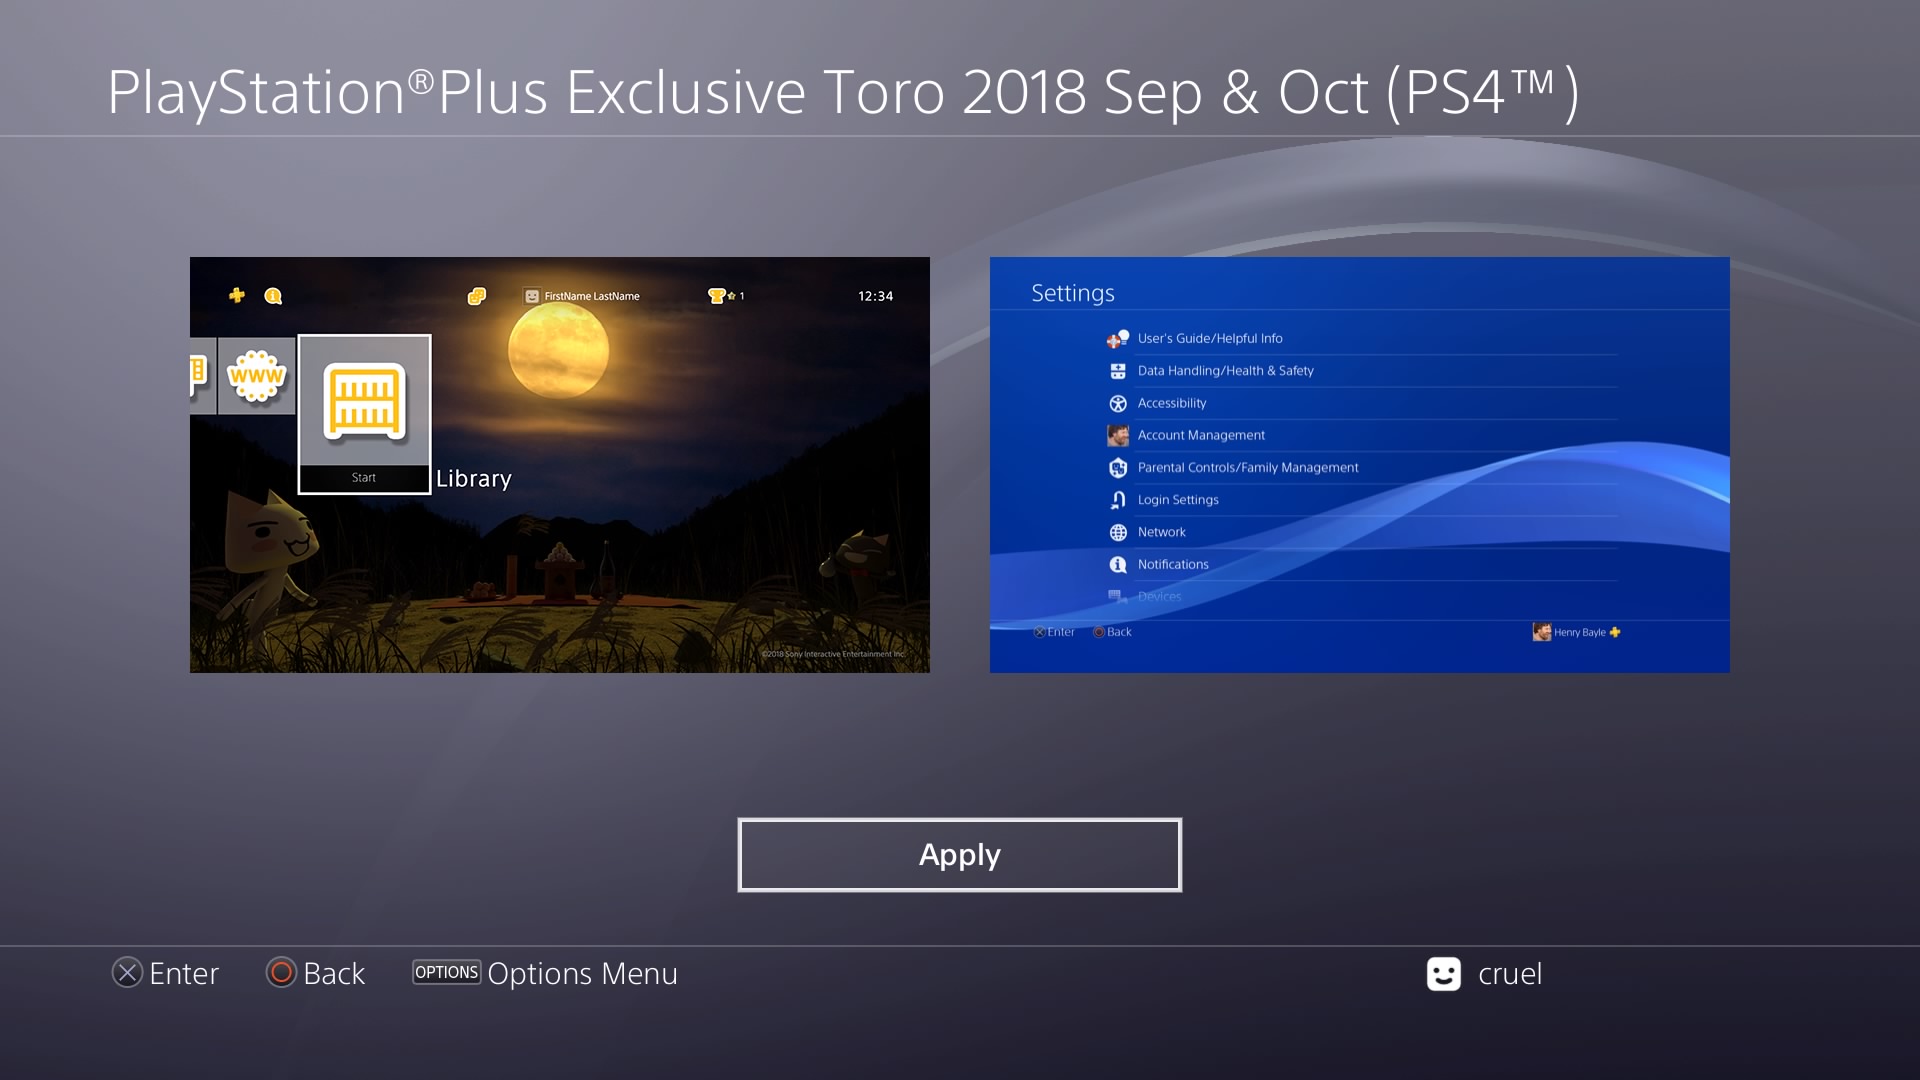 PlayStation®Plus Exclusive Toro 2018 Sep & Oct (PS4™)
FirstName LastName
1
12:34
WWW
Start
Library
©2018 Sony Interactive Entertainment Inc.
Settings
User's Guide/Helpful Info
Data Handling/Health & Safety
Accessibility
Account Management
Parental Controls/Family Management
Login Settings
Network
Notifications
Devices
Enter
Back
Henry Bayle
Apply
Enter
Back
OPTIONS Options Menu
cruel